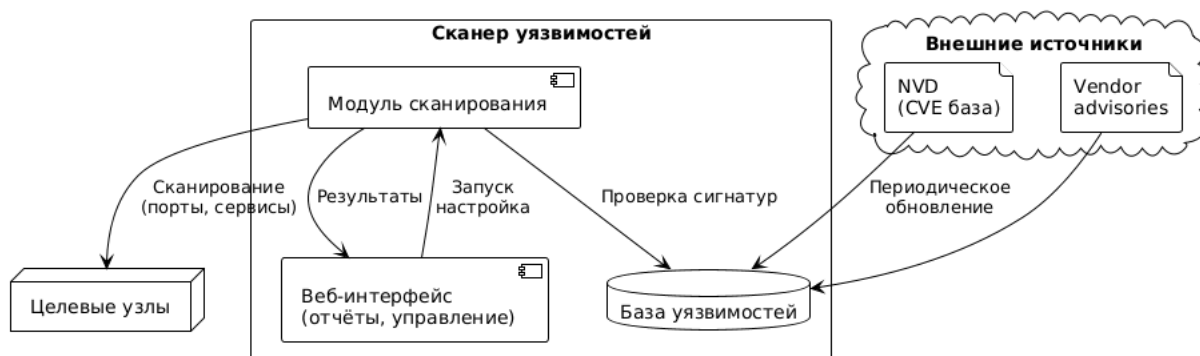 Сканер уязвимостей
Внешние источники
Модуль сканирования
NVD
(CVE база)
Vendor
advisories
Сканирование
(порты, сервисы)
Результаты
Запуск
настройка
Проверка сигнатур
Периодическое
обновление
Целевые узлы
Веб-интерфейс
(отчёты, управление)
База уязвимостей